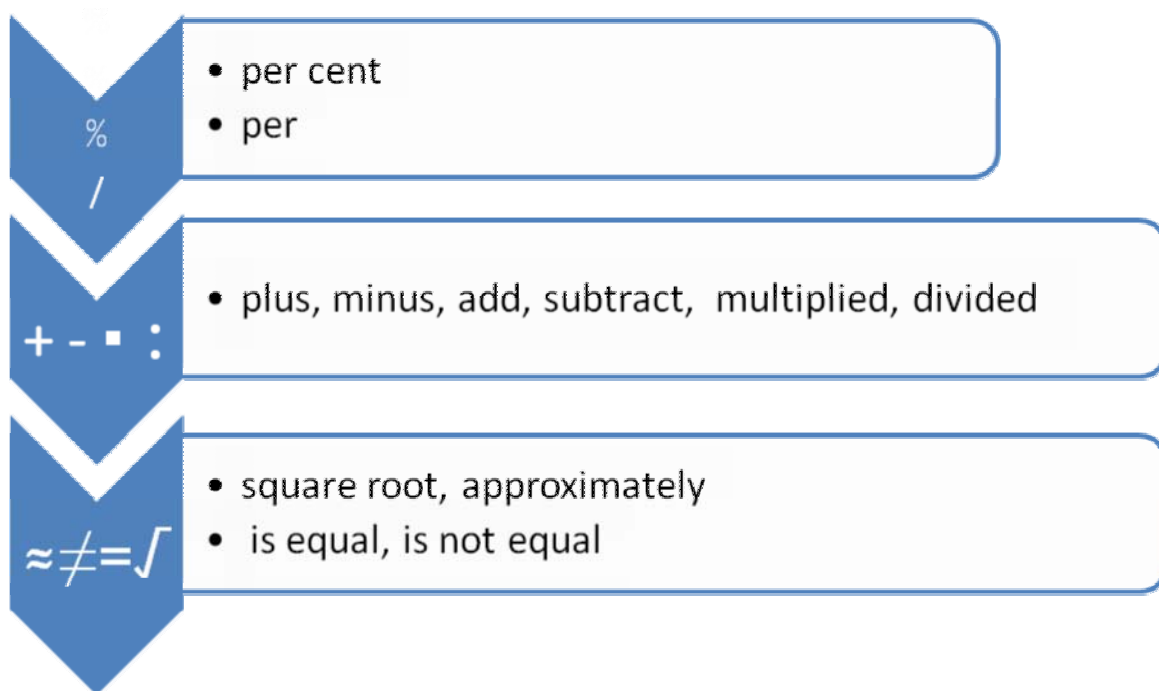 %
/
• per cent
• per
+ - ▪ :
• plus, minus, add, subtract, multiplied, divided
≈≠=√
• square root, approximately
• is equal, is not equal